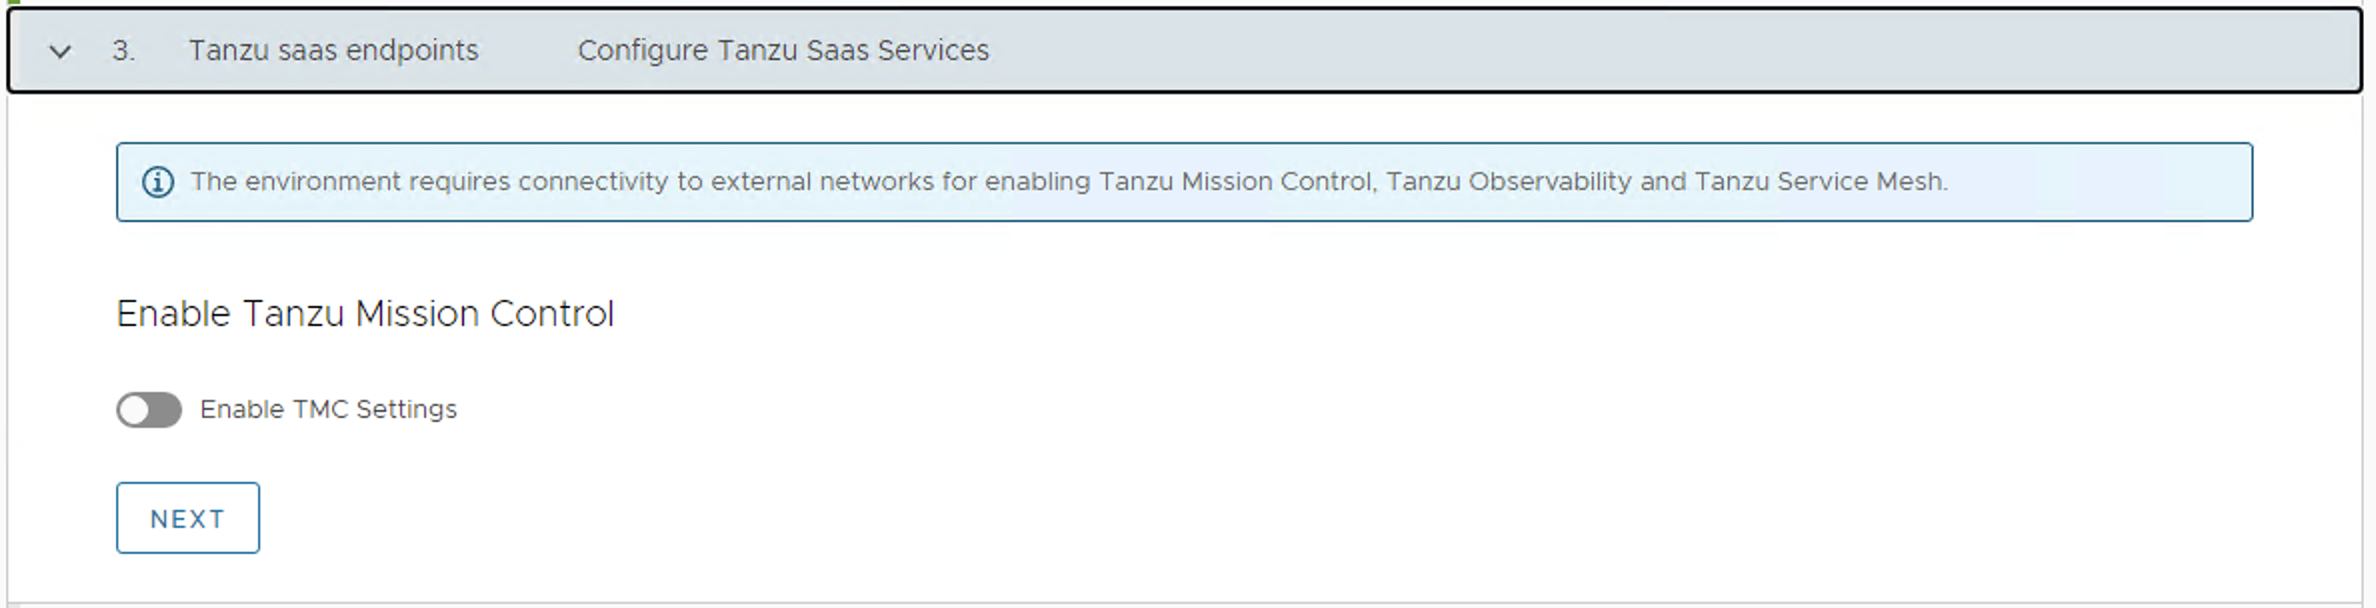 3. Tanzu saas endpoints Configure Tanzu Saas Services
The environment requires connectivity to external networks for enabling Tanzu Mission Control, Tanzu Observability and Tanzu Service Mesh.
Enable Tanzu Mission Control
Enable TMC Settings
NEXT